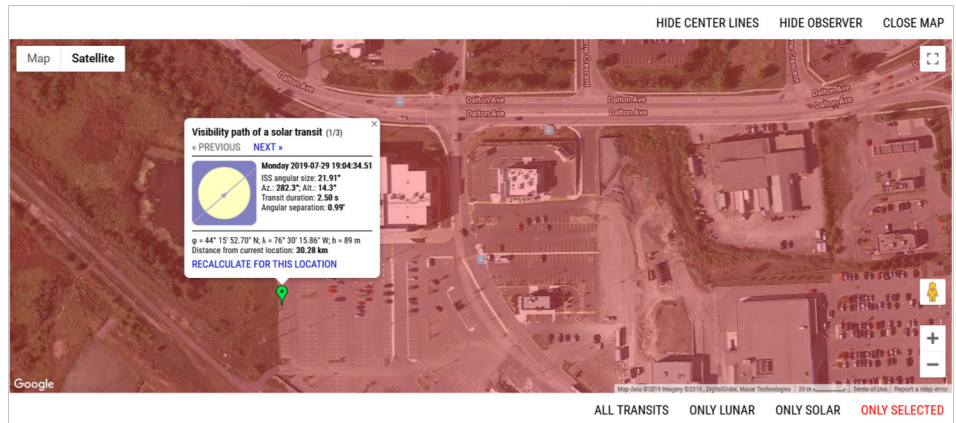 HIDE CENTER LINES HIDE OBSERVER CLOSE MAP
Map Satellite
Dalton Ave
Dalton Ave
Dalton Ave
Dalton Ave
Dalton Ave
Dalton Ave
Visibility path of a solar transit (1/3)
×
« PREVIOUS NEXT »
Monday 2019-07-29 19:04:34.51
ISS angular size: 21.91"
Az.: 282.3°; Alt.: 14.3°
Transit duration: 2.50 s
Angular separation: 0.99'
φ = 44° 15' 52.70" N; λ = 76° 30' 15.86" W; h = 89 m
Distance from current location: 30.28 km
RECALCULATE FOR THIS LOCATION
+
−
Google
Map data ©2019 Imagery ©2019 , DigitalGlobe, Maxar Technologies 20 m Terms of Use Report a map error
ALL TRANSITS ONLY LUNAR ONLY SOLAR ONLY SELECTED